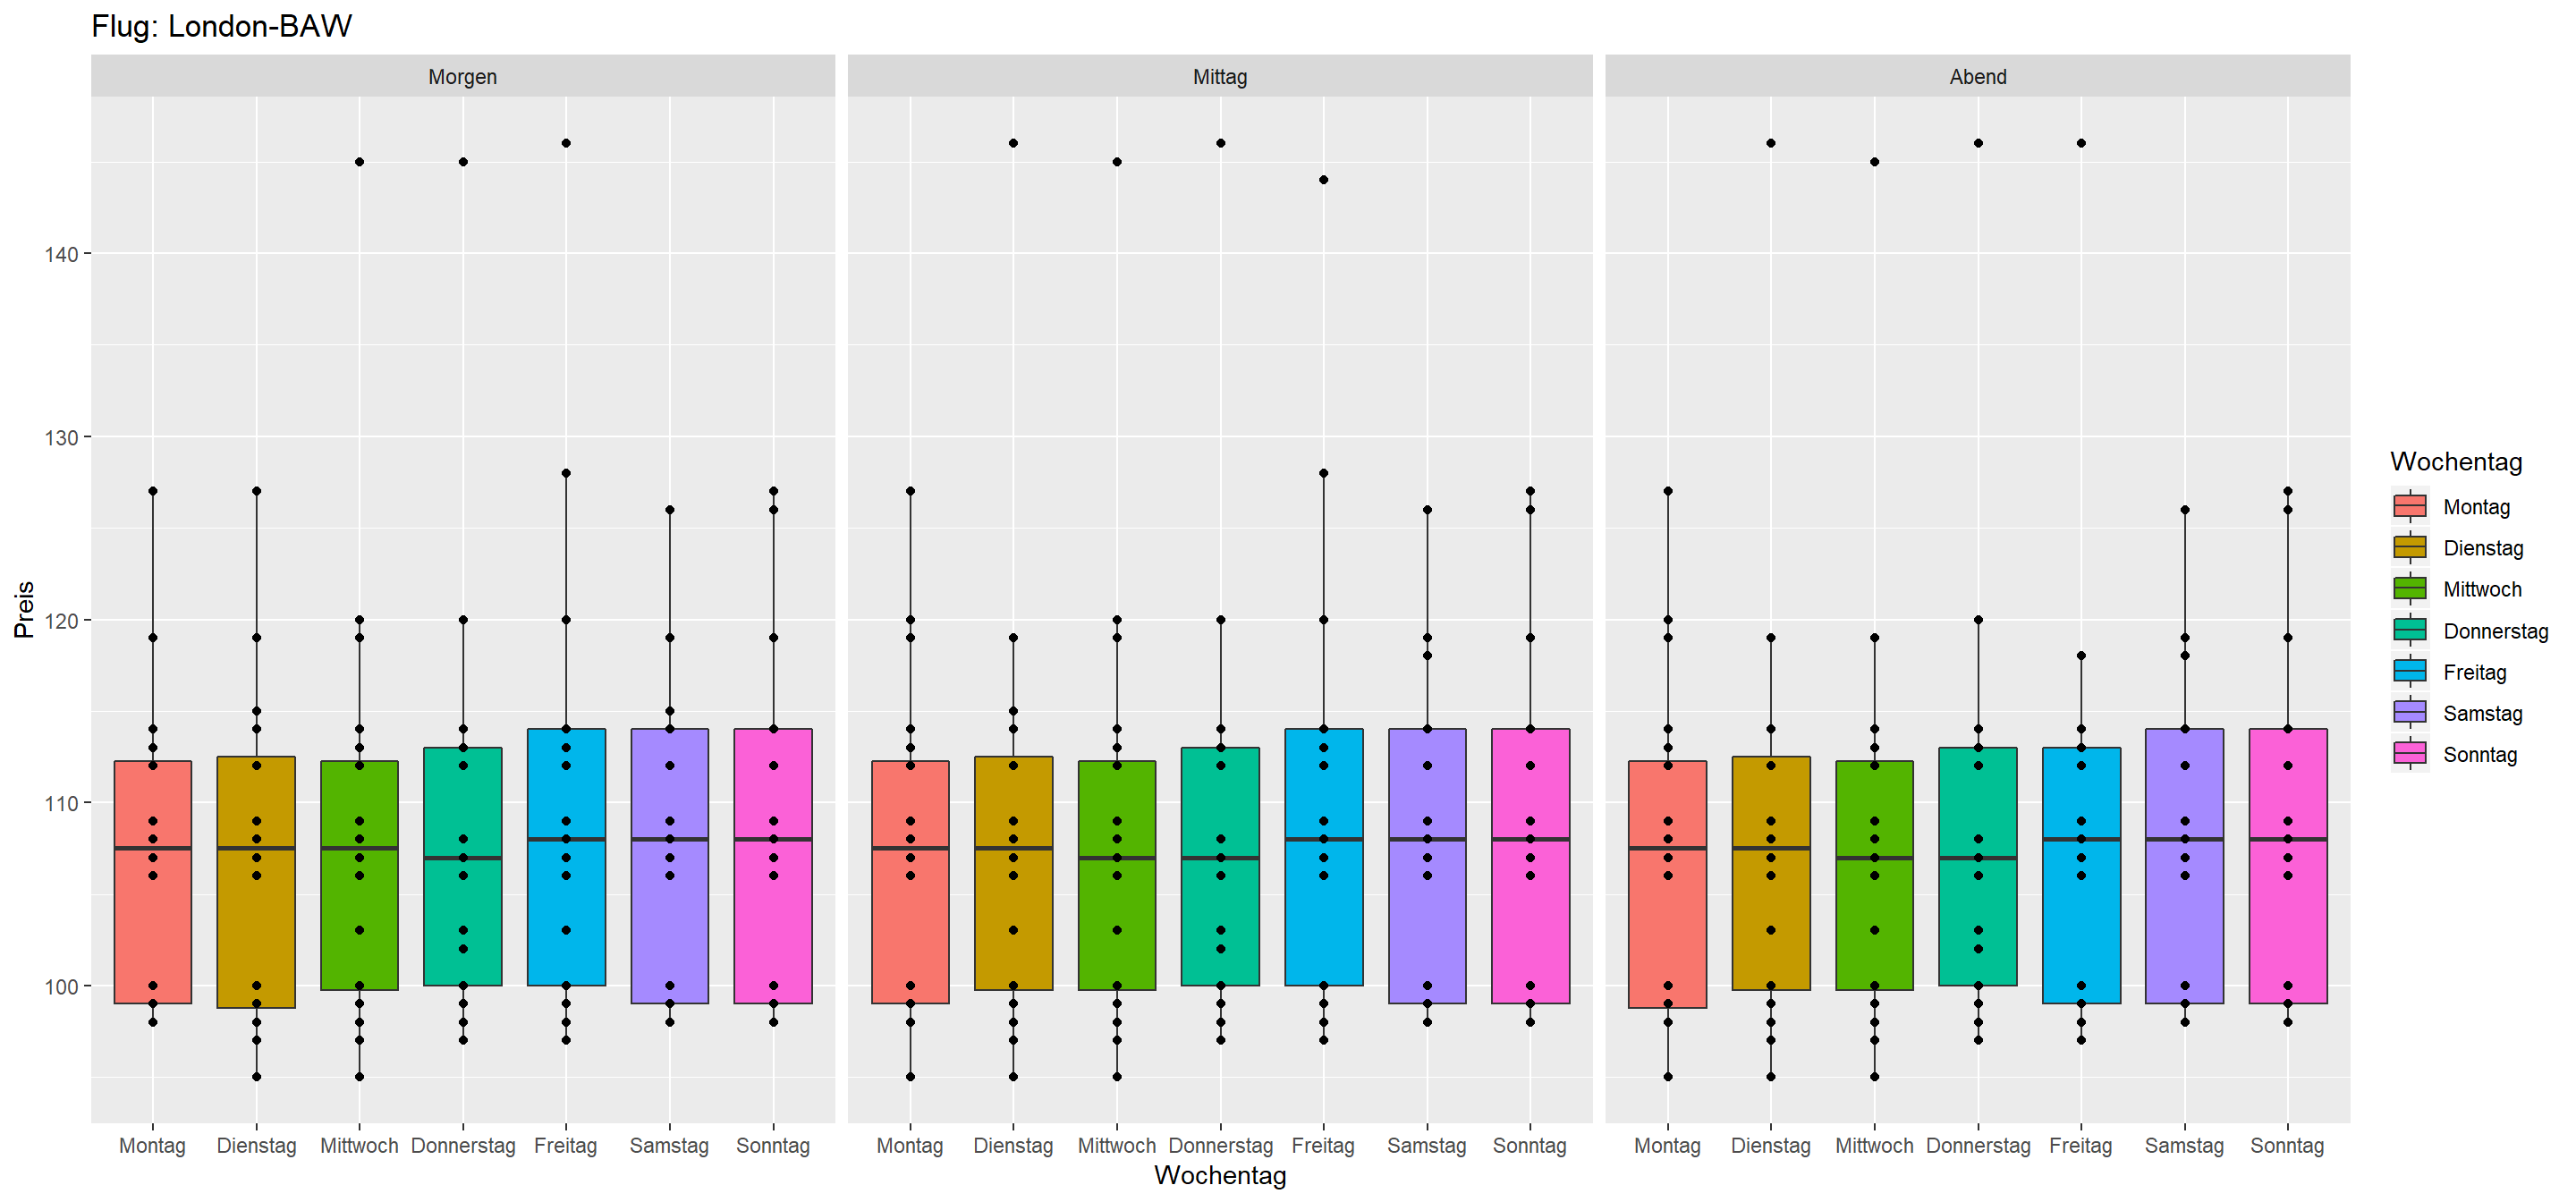 Flug: London-BAW
Morgen Mittag Abend
Preis
140
130
120
110
100
Montag Dienstag Mittwoch Donnerstag Freitag Samstag Sonntag Montag Dienstag Mittwoch Donnerstag Freitag Samstag Sonntag Montag Dienstag Mittwoch Donnerstag Freitag Samstag Sonntag
Wochentag
Wochentag
Montag
Dienstag
Mittwoch
Donnerstag
Freitag
Samstag
Sonntag